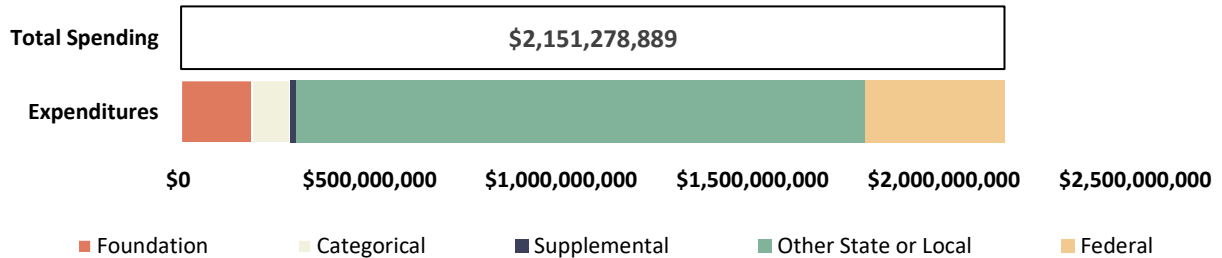 Total Spending
$2,151,278,889
Expenditures
$0 $500,000,000 $1,000,000,000 $1,500,000,000 $2,000,000,000 $2,500,000,000
Foundation Categorical Supplemental Other State or Local Federal